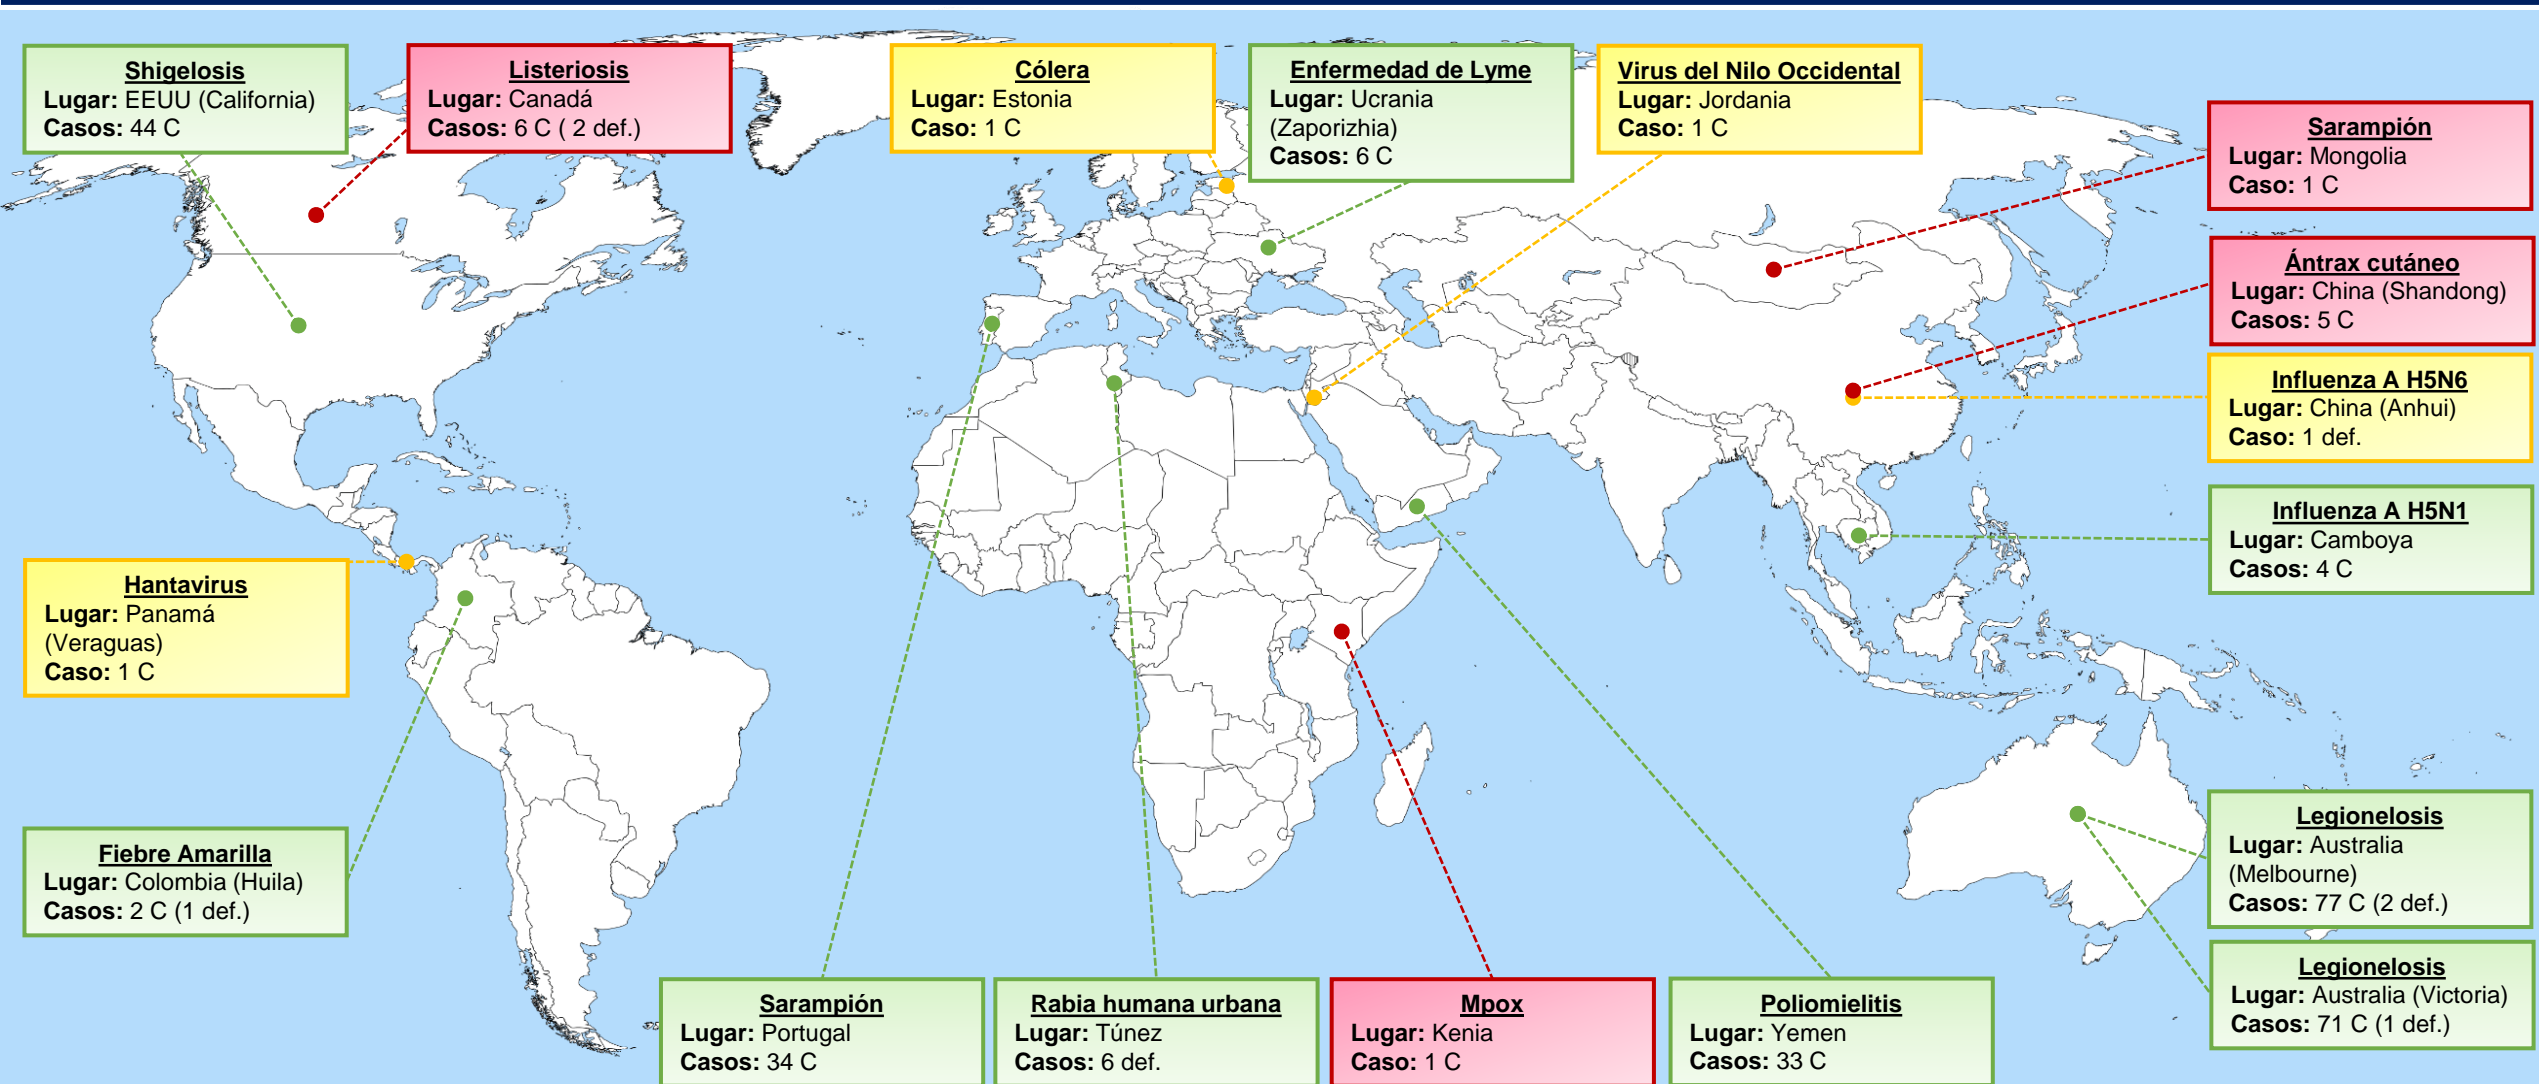 Shigelosis
Lugar: EEUU (California)
Casos: 44 C
Listeriosis
Lugar: Canadá
Casos: 6 C ( 2 def.)
Cólera
Lugar: Estonia
Caso: 1 C
Enfermedad de Lyme
Lugar: Ucrania
(Zaporizhia)
Casos: 6 C
Virus del Nilo Occidental
Lugar: Jordania
Caso: 1 C
Sarampión
Lugar: Mongolia
Caso: 1 C
Ántrax cutáneo
Lugar: China (Shandong)
Casos: 5 C
Influenza A H5N6
Lugar: China (Anhui)
Caso: 1 def.
Influenza A H5N1
Lugar: Camboya
Casos: 4 C
Hantavirus
Lugar: Panamá
(Veraguas)
Caso: 1 C
Fiebre Amarilla
Lugar: Colombia (Huila)
Casos: 2 C (1 def.)
Legionelosis
Lugar: Australia
(Melbourne)
Casos: 77 C (2 def.)
Legionelosis
Lugar: Australia (Victoria)
Casos: 71 C (1 def.)
Sarampión
Lugar: Portugal
Casos: 34 C
Rabia humana urbana
Lugar: Túnez
Casos: 6 def.
Mpox
Lugar: Kenia
Caso: 1 C
Poliomielitis
Lugar: Yemen
Casos: 33 C